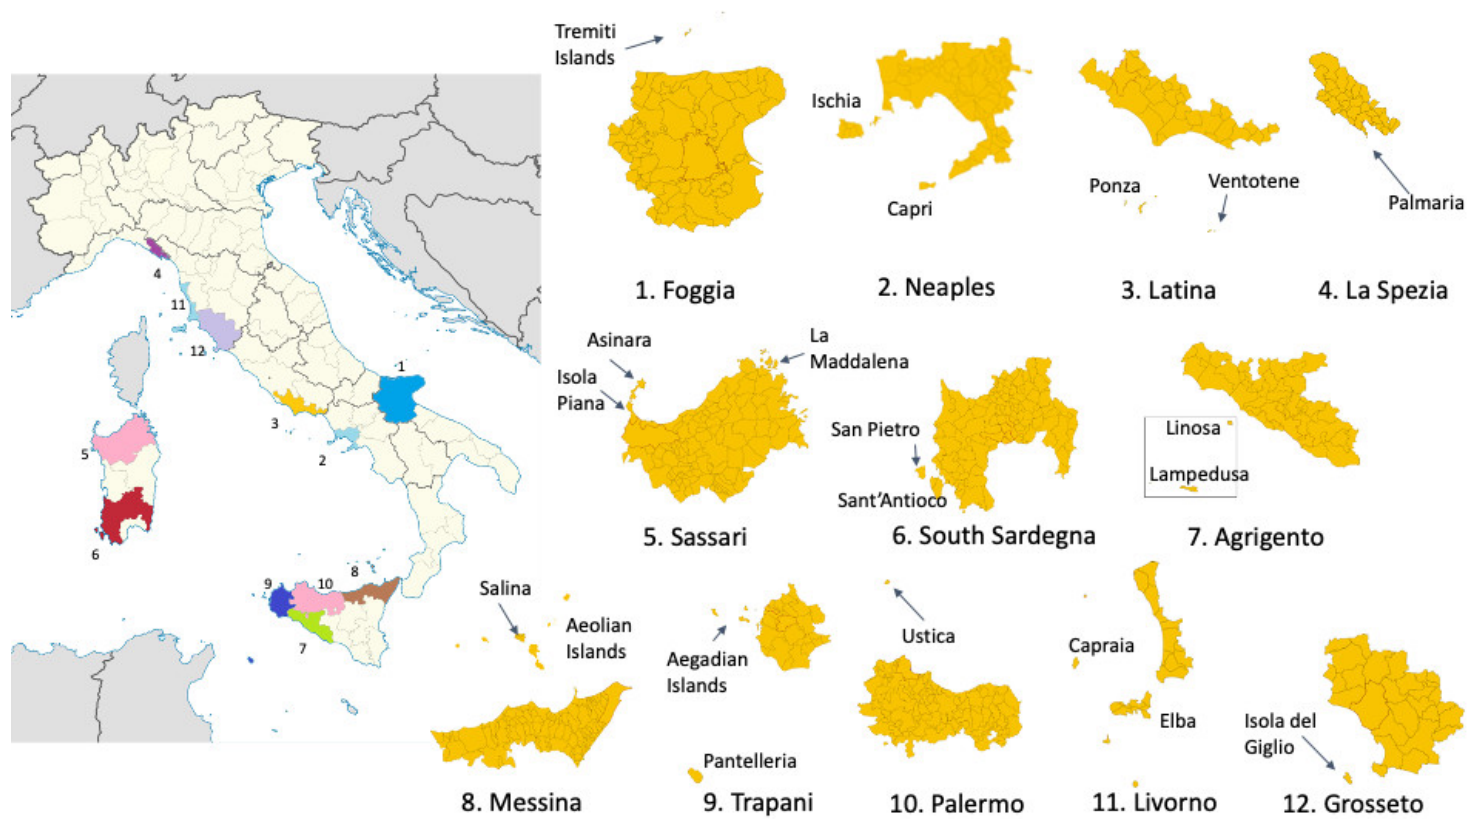 Tremiti
Islands
Ischia
Capri
Ponza
Ventotene
Palmaria
1. Foggia
2. Neaples
3. Latina
4. La Spezia
Asinara
Isola
Piana
La
Maddalena
San Pietro
Sant'Antioco
Linosa
Lampedusa
5. Sassari
6. South Sardegna
7. Agrigento
Salina
Aeolian
Islands
Aegadian
Islands
Pantelleria
Ustica
Capraia
Elba
Isola del
Giglio
8. Messina
9. Trapani
10. Palermo
11. Livorno
12. Grosseto
4
11
12
1
3
2
5
6
9
10
8
7